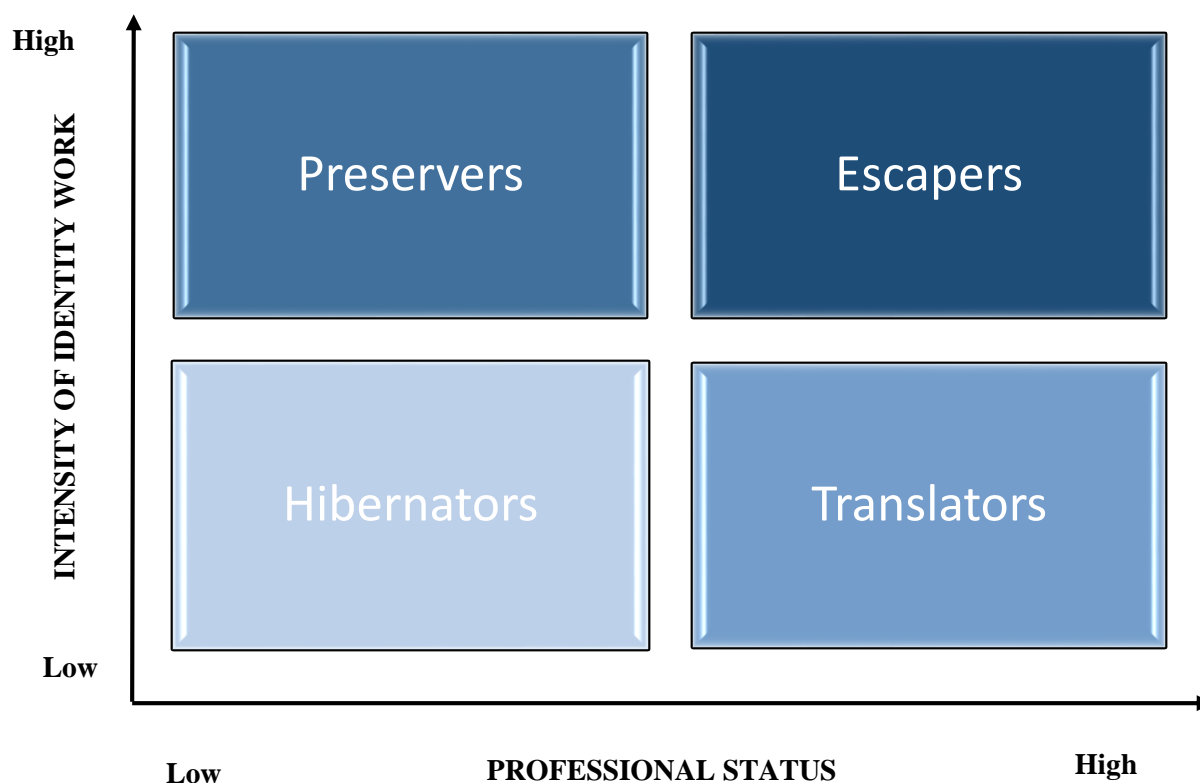 High
INTENSITY OF IDENTITY WORK
Preservers
Escapers
Hibernators
Translators
Low
Low
PROFESSIONAL STATUS
High